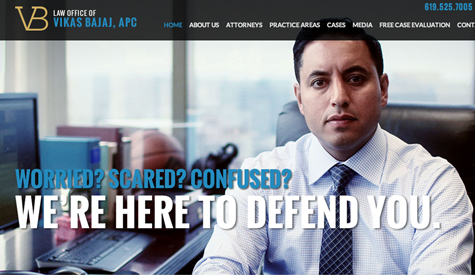 VB
LAW OFFICE OF
VIKAS BAJAJ, APC
619.525.7005
HOME ABOUT US ATTORNEYS PRACTICE AREAS CASES MEDIA FREE CASE EVALUATION CONT
WORRIED? SCARED? CONFUSED?
WE'RE HERE TO DEFEND YOU.